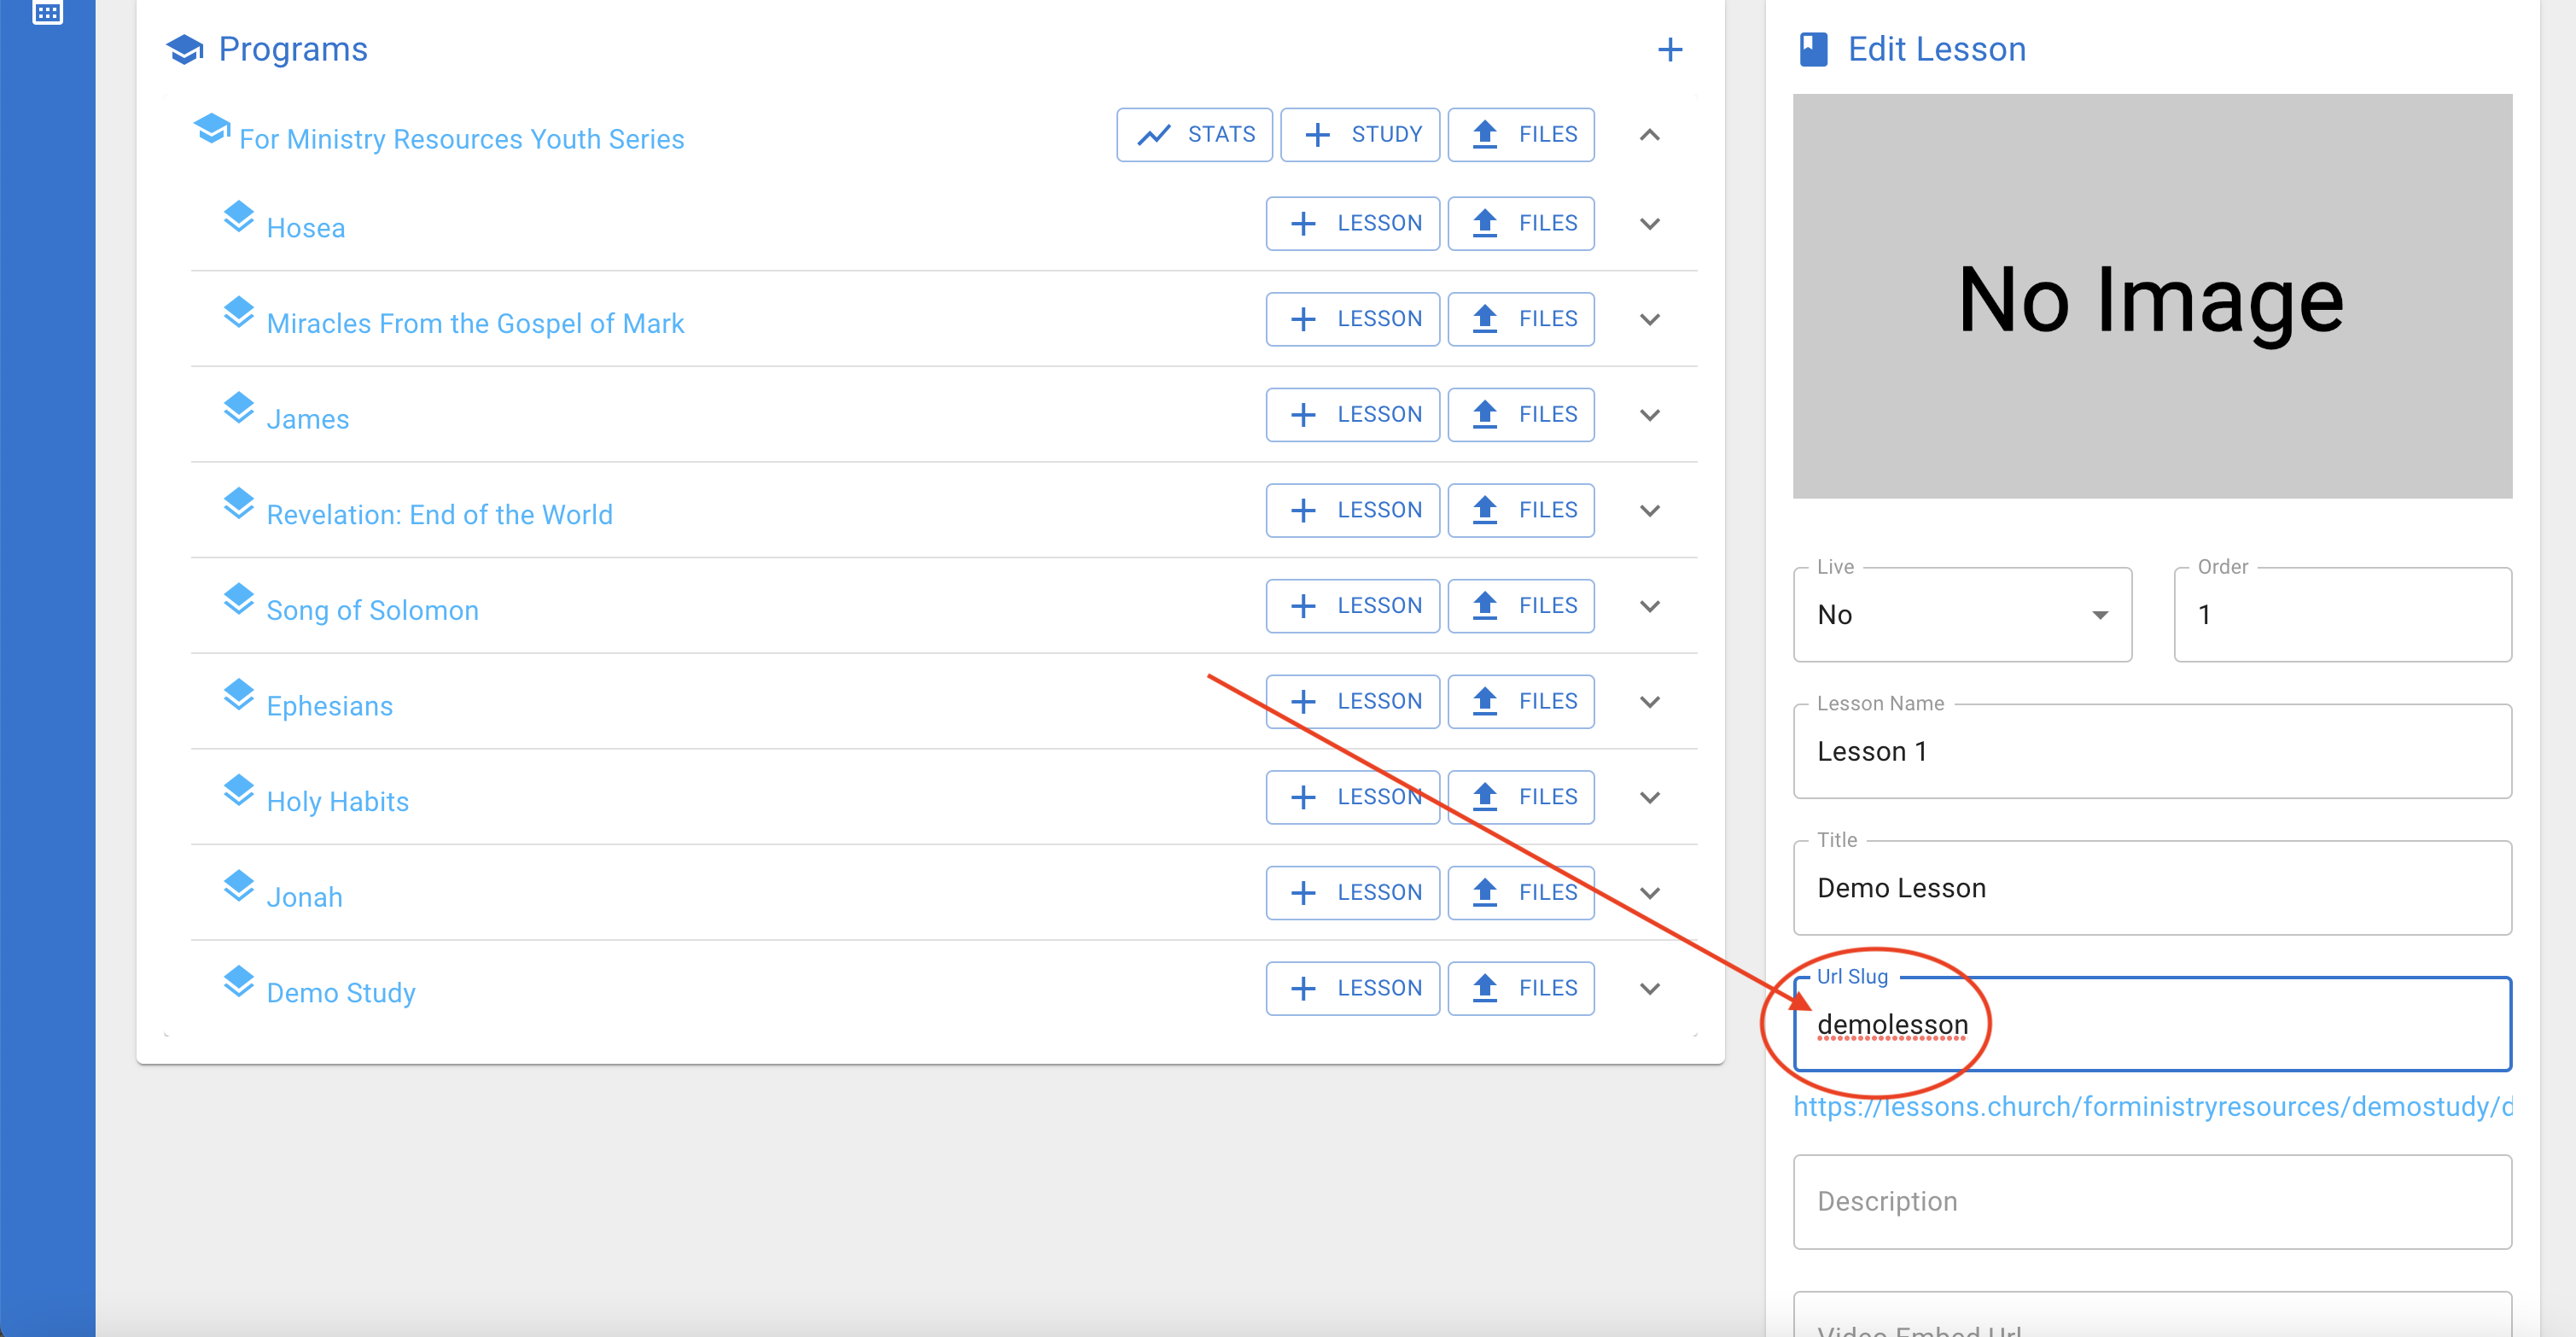 Programs
For Ministry Resources Youth Series
STATS
STUDY
FILES
Hosea
LESSON
FILES
Miracles From the Gospel of Mark
LESSON
FILES
James
LESSON
FILES
Revelation: End of the World
LESSON
FILES
Song of Solomon
LESSON
FILES
Ephesians
LESSON
FILES
Holy Habits
LESSON
FILES
Jonah
LESSON
FILES
Demo Study
LESSON
FILES
Edit Lesson
No Image
Live
No
Order
1
Lesson Name
Lesson 1
Title
Demo Lesson
Url Slug
demolesson
https://lessons.church/forministryresources/demostudy/d
Description
Video Embed Url